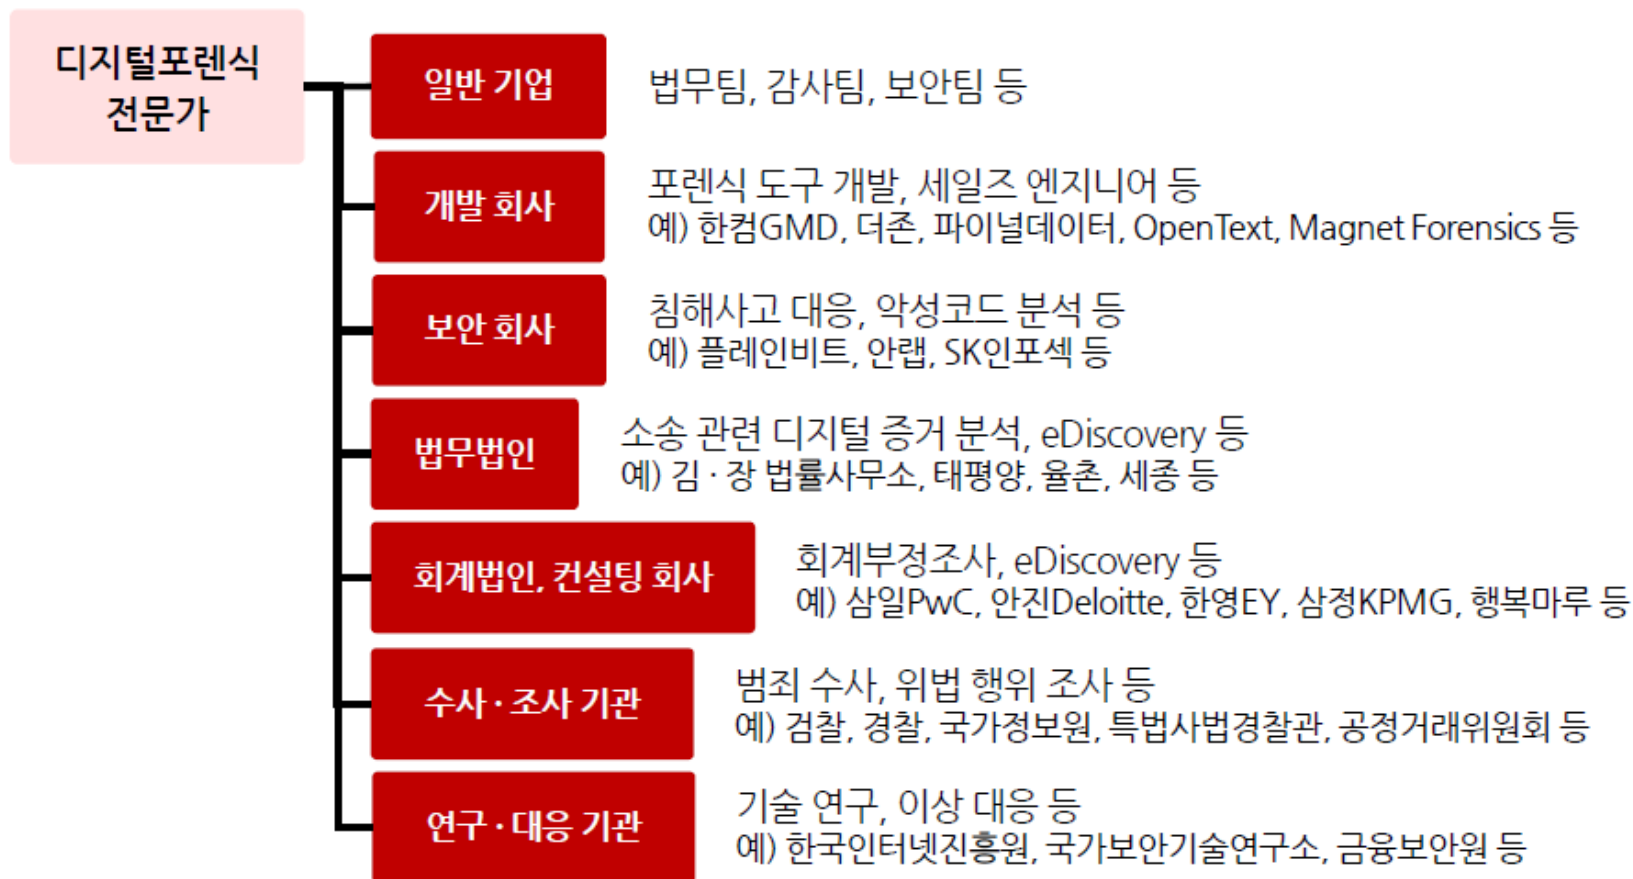 디지털포렌식
전문가
일반 기업
법무팀, 감사팀, 보안팀 등
개발 회사
포렌식 도구 개발, 세일즈 엔지니어 등
예) 한컴GMD, 더존, 파이널데이터, OpenText, Magnet Forensics 등
보안 회사
침해사고 대응, 악성코드 분석 등
예) 플레인비트, 안랩, SK인포섹 등
법무법인
소송 관련 디지털 증거 분석, eDiscovery 등
예) 김 · 장 법률사무소, 태평양, 율촌, 세종 등
회계법인, 컨설팅 회사
회계부정조사, eDiscovery 등
예) 삼일PwC, 안진Deloitte, 한영EY, 삼정KPMG, 행복마루 등
수사 · 조사 기관
범죄 수사, 위법 행위 조사 등
예) 검찰, 경찰, 국가정보원, 특법사법경찰관, 공정거래위원회 등
연구 · 대응 기관
기술 연구, 이상 대응 등
예) 한국인터넷진흥원, 국가보안기술연구소, 금융보안원 등